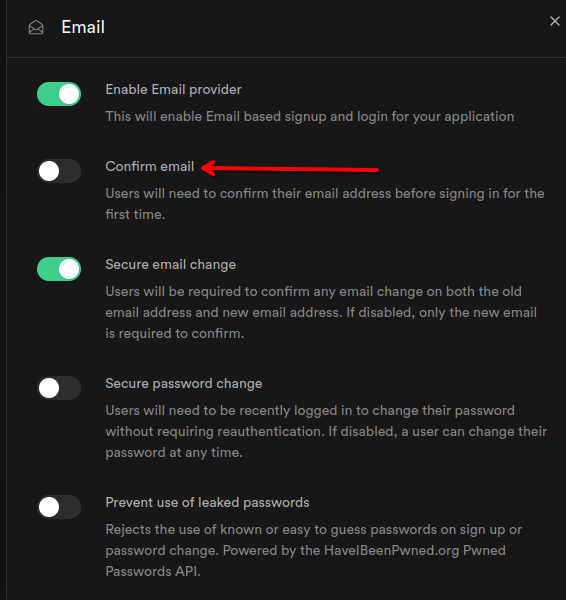 Email
Enable Email provider
This will enable Email based signup and login for your application
Confirm email
Users will need to confirm their email address before signing in for the
first time.
Secure email change
Users will be required to confirm any email change on both the old
email address and new email address. If disabled, only the new email
is required to confirm.
Secure password change
Users will need to be recently logged in to change their password
without requiring reauthentication. If disabled, a user can change their
password at any time.
Prevent use of leaked passwords
Rejects the use of known or easy to guess passwords on sign up or
password change. Powered by the HaveIBeenPwned.org Pwned
Passwords API.